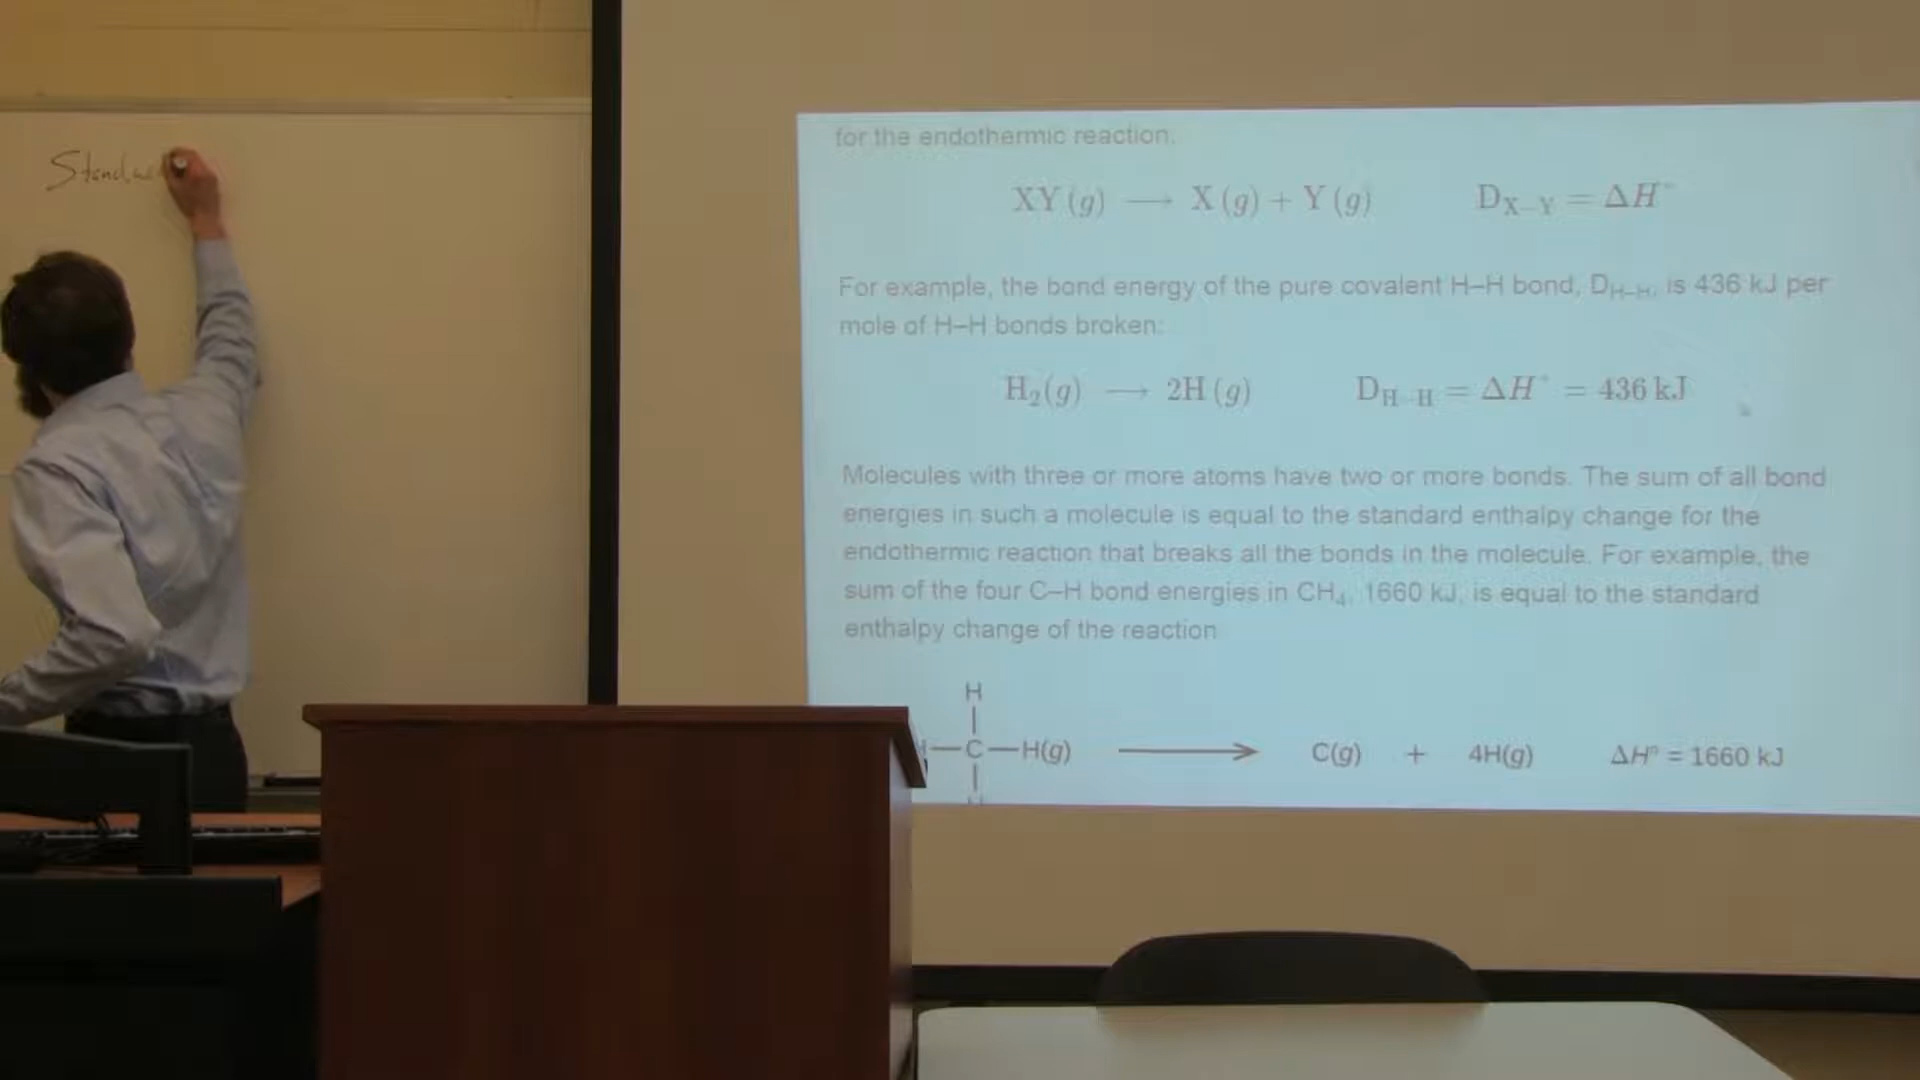 Standar
for the endothermic reaction.
XY (g) ⟶ X (g) + Y (g) D_X–Y = ΔH°
For example, the bond energy of the pure covalent H–H bond, D_H–H, is 436 kJ per
mole of H–H bonds broken:
H₂(g) ⟶ 2H (g) D_H–H = ΔH° = 436 kJ
Molecules with three or more atoms have two or more bonds. The sum of all bond
energies in such a molecule is equal to the standard enthalpy change for the
endothermic reaction that breaks all the bonds in the molecule. For example, the
sum of the four C–H bond energies in CH₄, 1660 kJ, is equal to the standard
enthalpy change of the reaction
H
—C—H(g) ⟶ C(g) + 4H(g) ΔH° = 1660 kJ